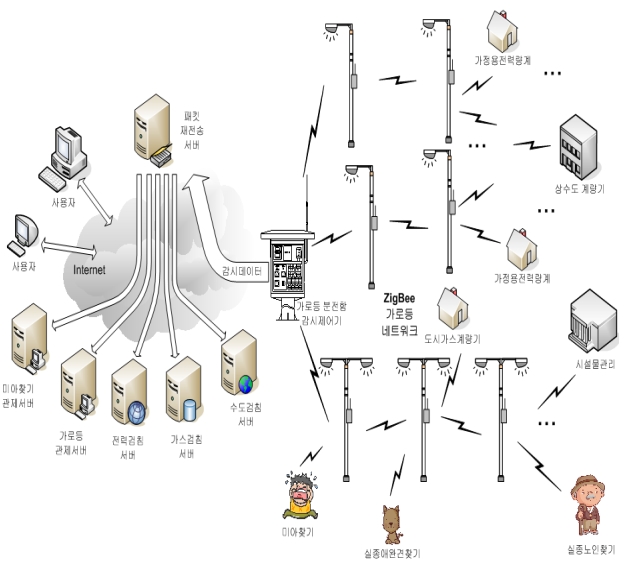 가정용전력량계
...
패킷
재전송
서버
사용자
...
상수도 계량기
...
사용자
Internet
감시데이터
가정용전력량계
가로등 분전함
감시제어기
ZigBee
가로등
네트워크
도시가스계량기
시설물관리
미아찾기
관제서버
가로등
관제서버
전력검침
서버
가스검침
서버
수도검침
서버
...
미아찾기
실종애완견찾기
실종노인찾기